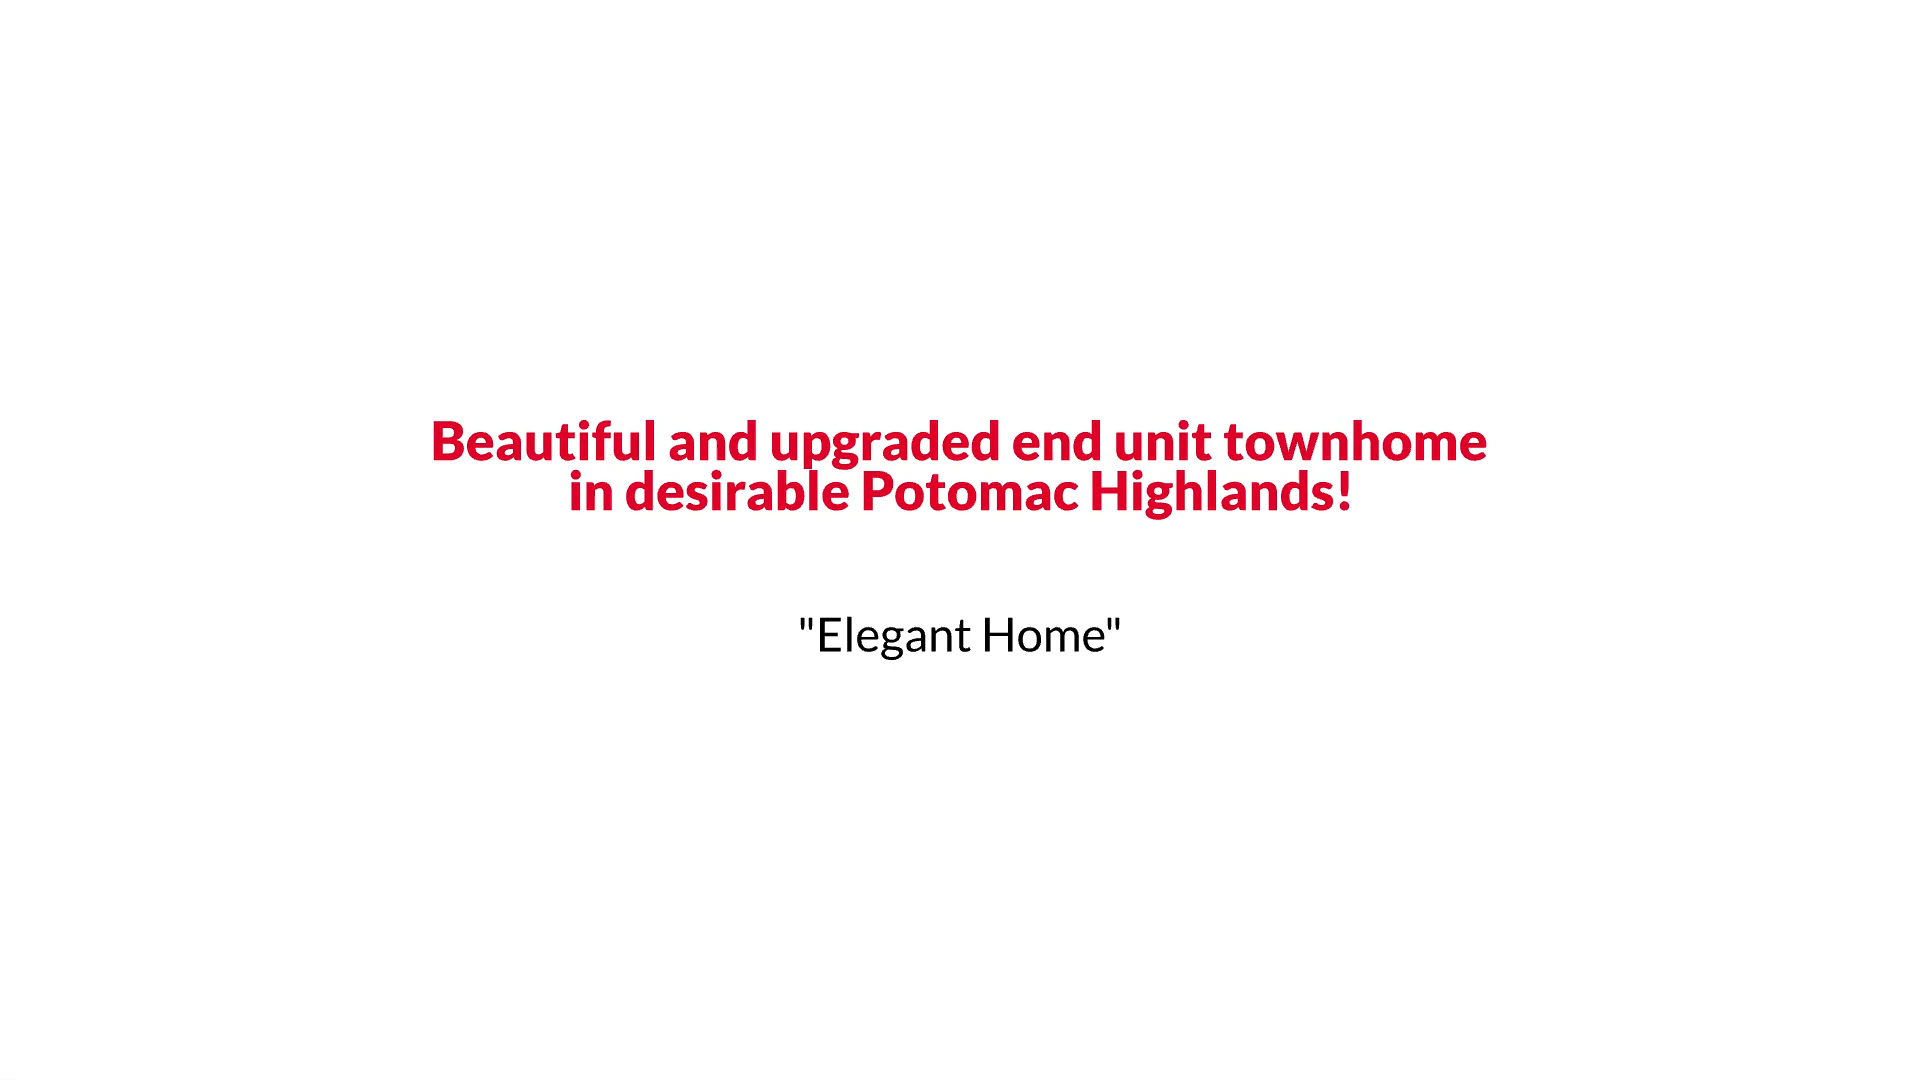 Beautiful and upgraded end unit townhome
in desirable Potomac Highlands!
"Elegant Home"